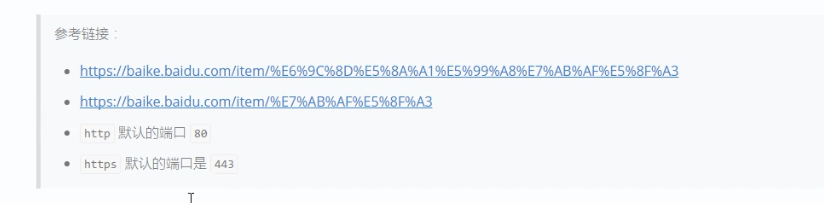 参考链接：
https://baike.baidu.com/item/%E6%9C%8D%E5%8A%A1%E5%99%A8%E7%AB%AF%E5%8F%A3
https://baike.baidu.com/item/%E7%AB%AF%E5%8F%A3
http 默认的端口 80
https 默认的端口是 443